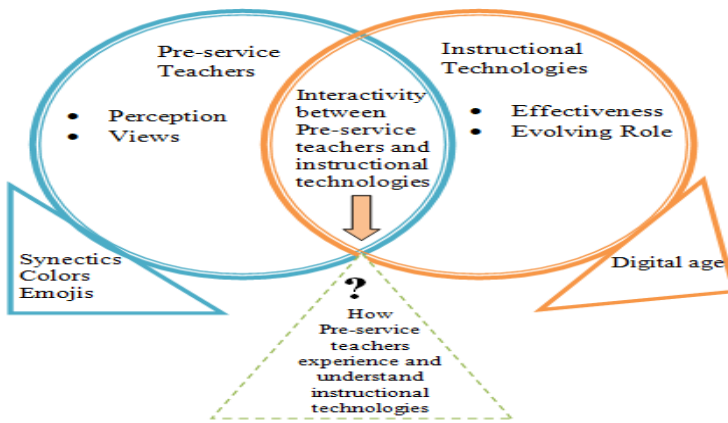 Pre-service
Teachers
• Perception
• Views
Interactivity
between
Pre-service
teachers and
instructional
technologies
Instructional
Technologies
• Effectiveness
• Evolving Role
Synectics
Colors
Emojis
Digital age
?
How
Pre-service
teachers
experience and
understand
instructional
technologies